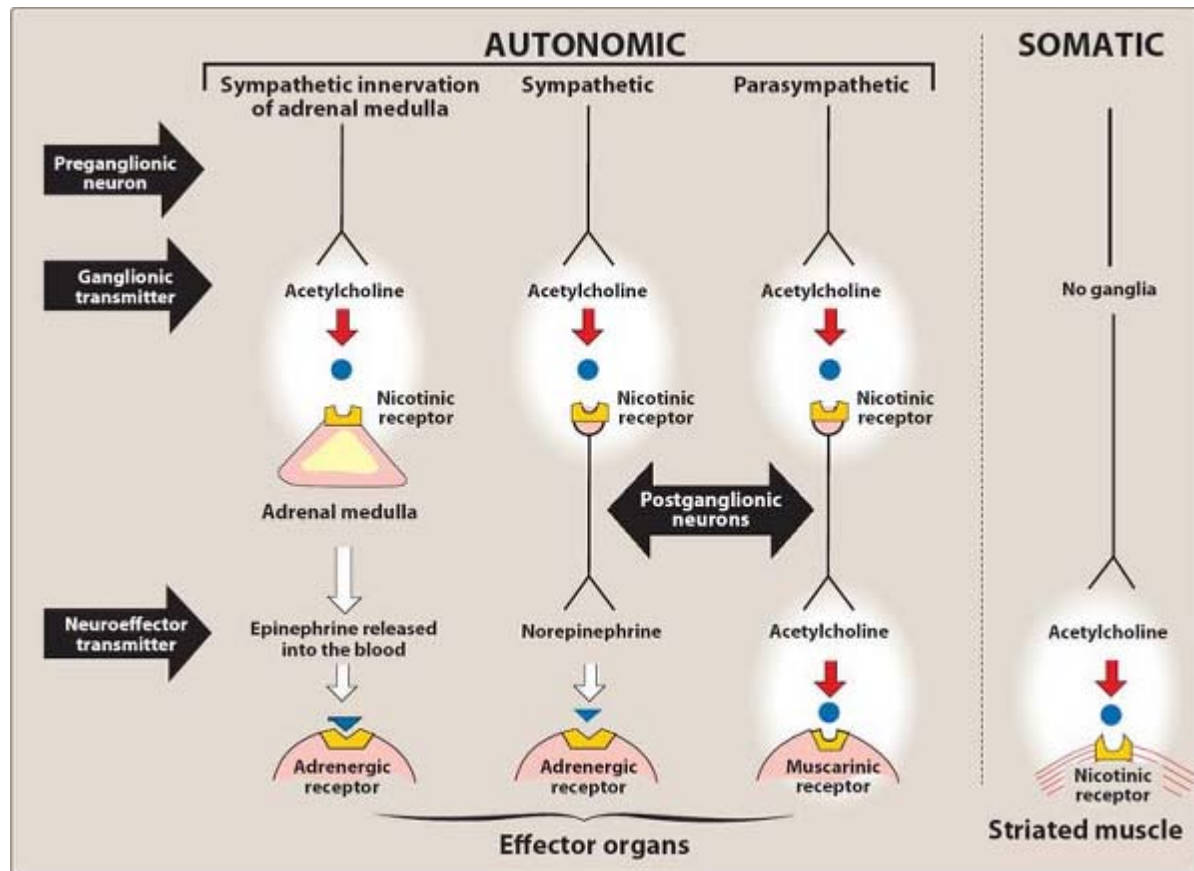 AUTONOMIC
SOMATIC
Sympathetic innervation
of adrenal medulla
Sympathetic
Parasympathetic
Preganglionic
neuron
Ganglionic
transmitter
Acetylcholine
Acetylcholine
Acetylcholine
No ganglia
Nicotinic
receptor
Nicotinic
receptor
Nicotinic
receptor
Adrenal medulla
Postganglionic
neurons
Neuroeffector
transmitter
Epinephrine released
into the blood
Norepinephrine
Acetylcholine
Acetylcholine
Adrenergic
receptor
Adrenergic
receptor
Muscarinic
receptor
Nicotinic
receptor
Effector organs
Striated muscle